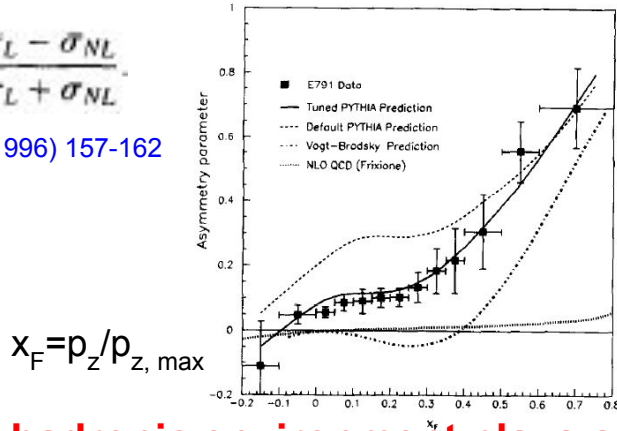 L − σNL
L + σNL
996) 157-162
xF=pz/pz, max
Asymmetry parameter
1
0.8
0.6
0.4
0.2
0
-0.2
E791 Data
Tuned PYTHIA Prediction
Default PYTHIA Prediction
Vogt-Brodsky Prediction
NLO QCD (Frixione)
-0.2 -0.1 0 0.1 0.2 0.3 0.4 0.5 0.6 0.7 0.8
xF